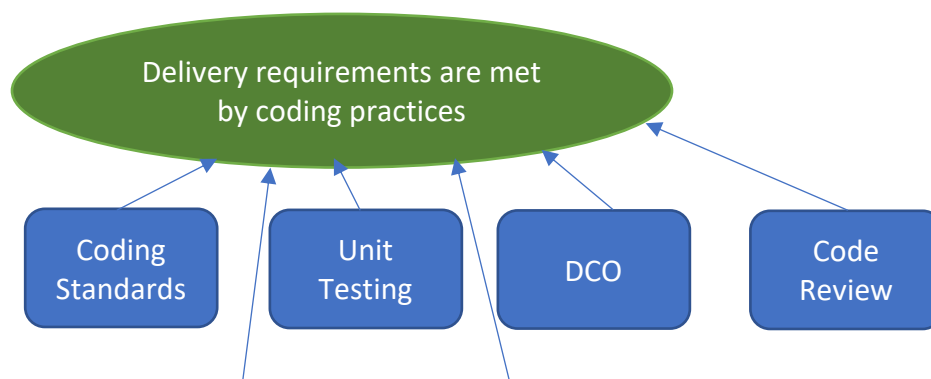 Delivery requirements are met
by coding practices
Coding
Standards
Unit
Testing
DCO
Code
Review